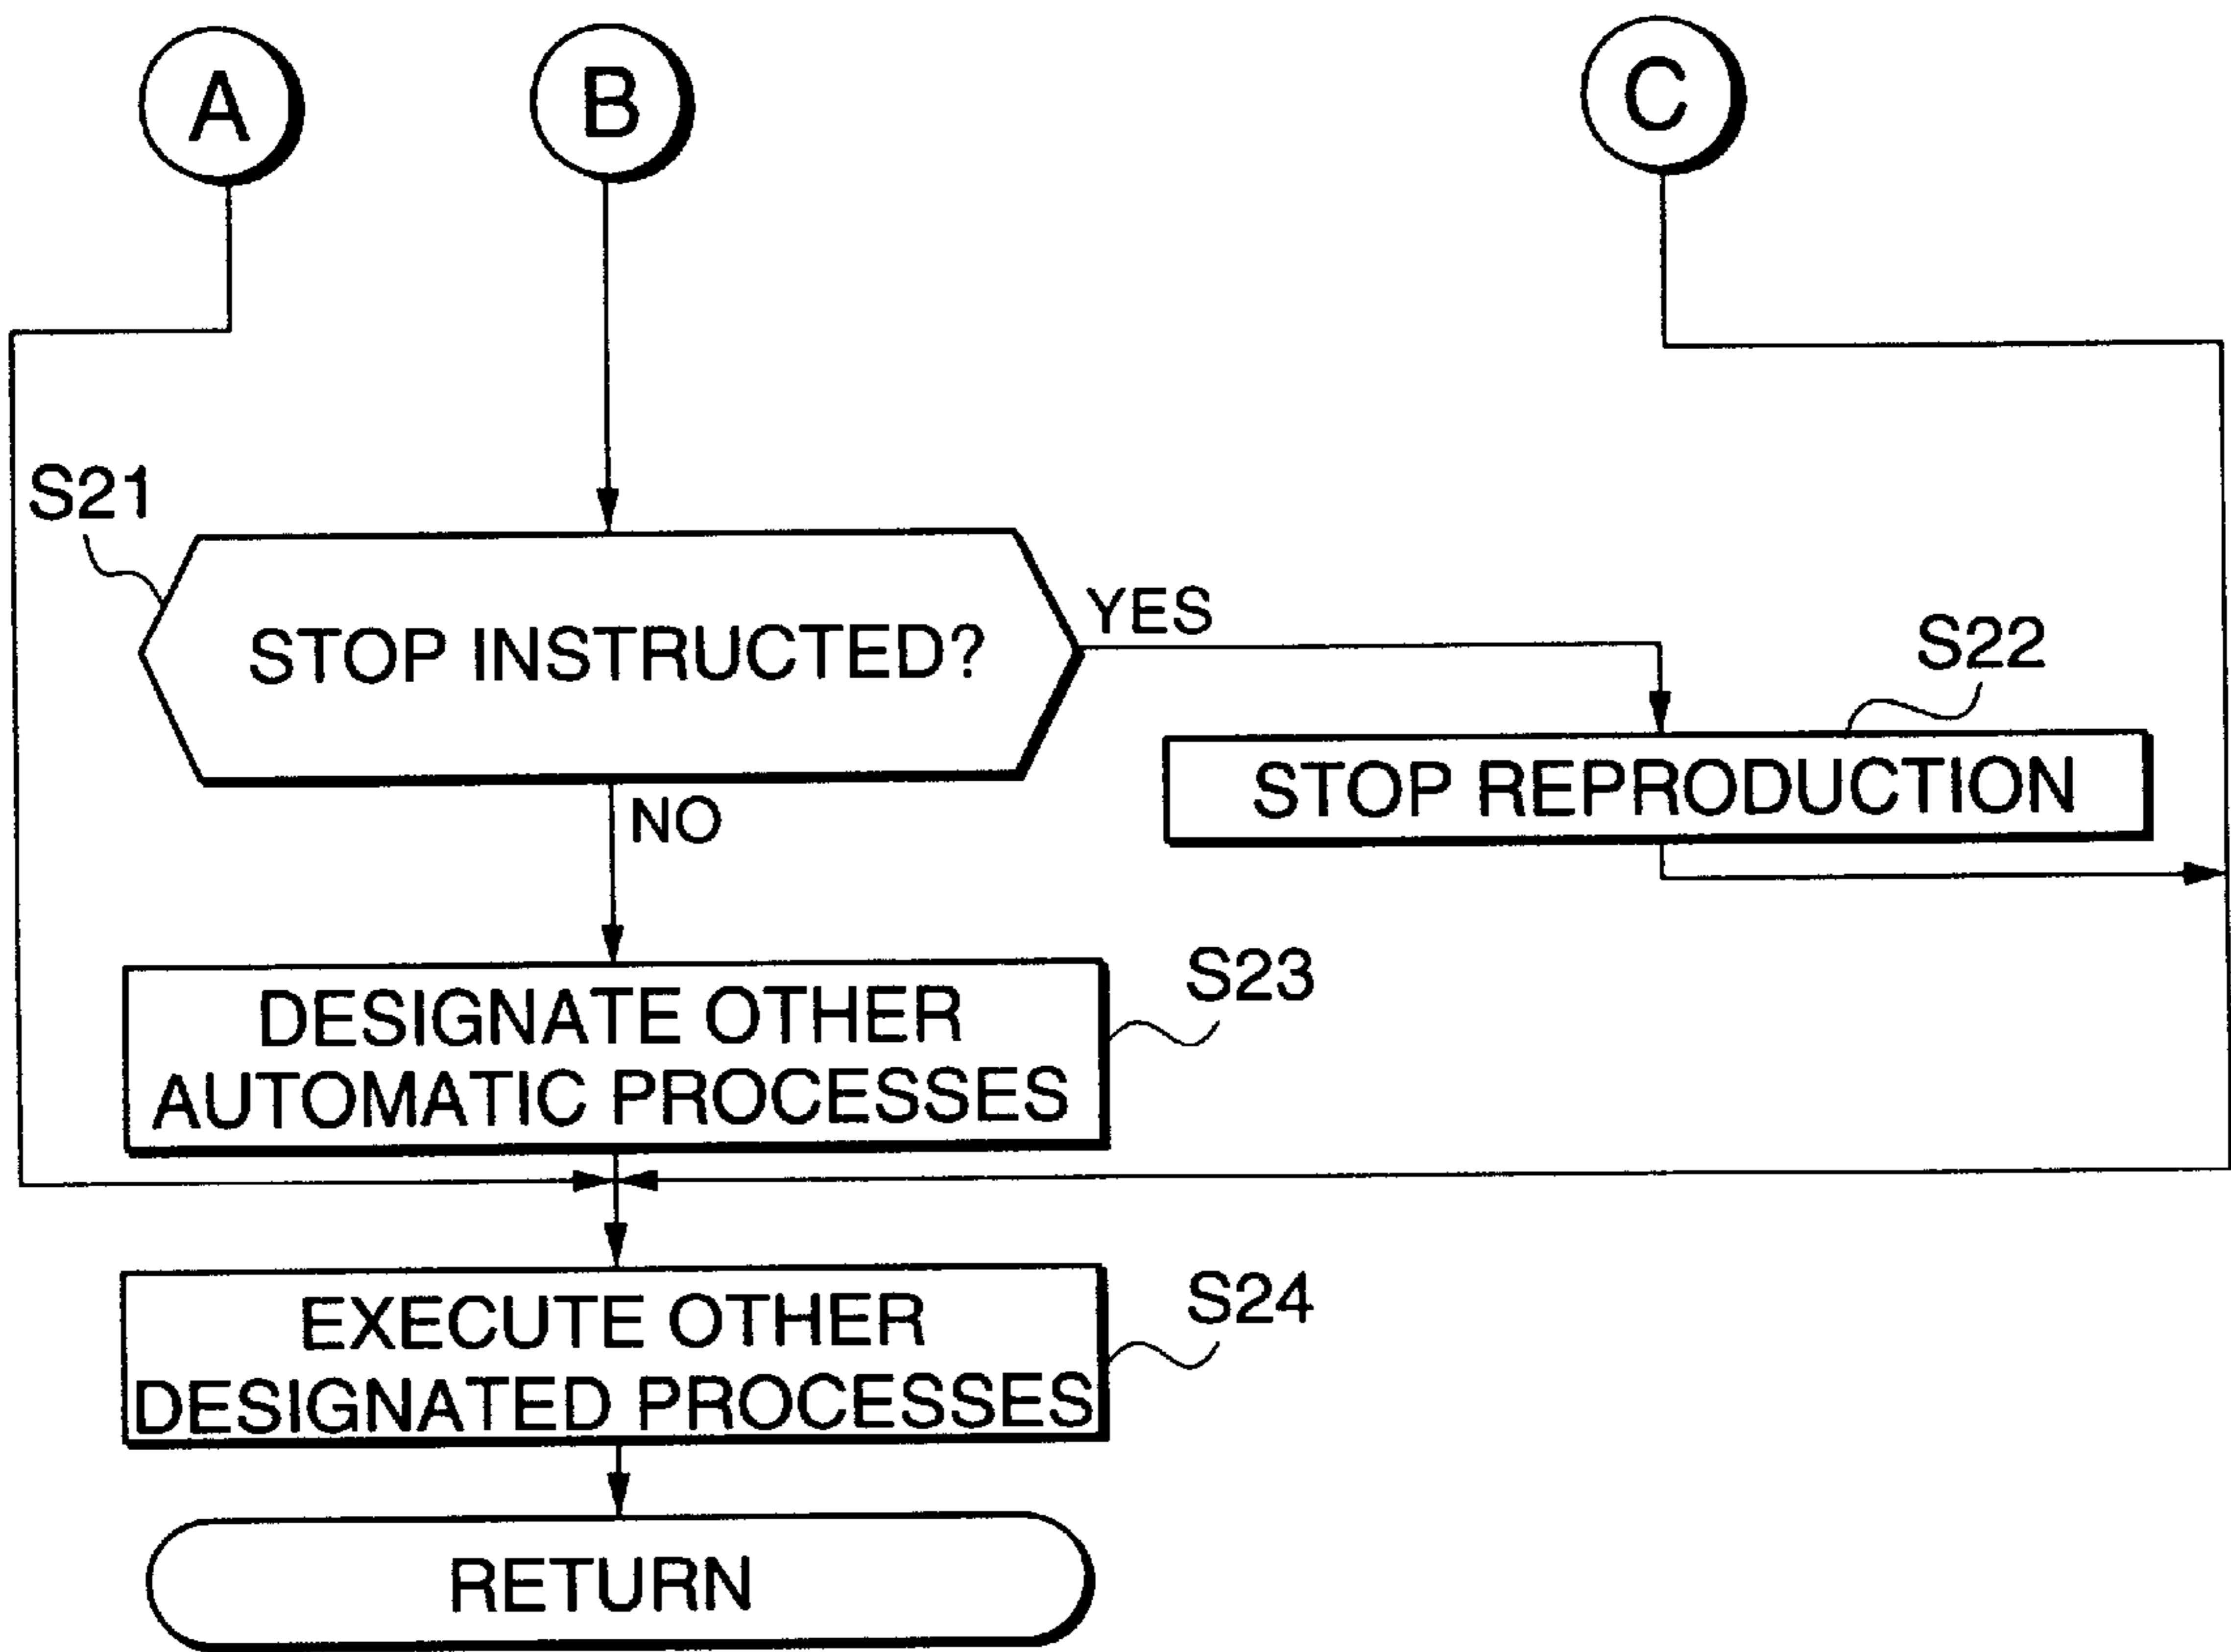 A
B
C
S21
STOP INSTRUCTED?
YES
S22
STOP REPRODUCTION
NO
S23
DESIGNATE OTHER
AUTOMATIC PROCESSES
S24
EXECUTE OTHER
DESIGNATED PROCESSES
RETURN